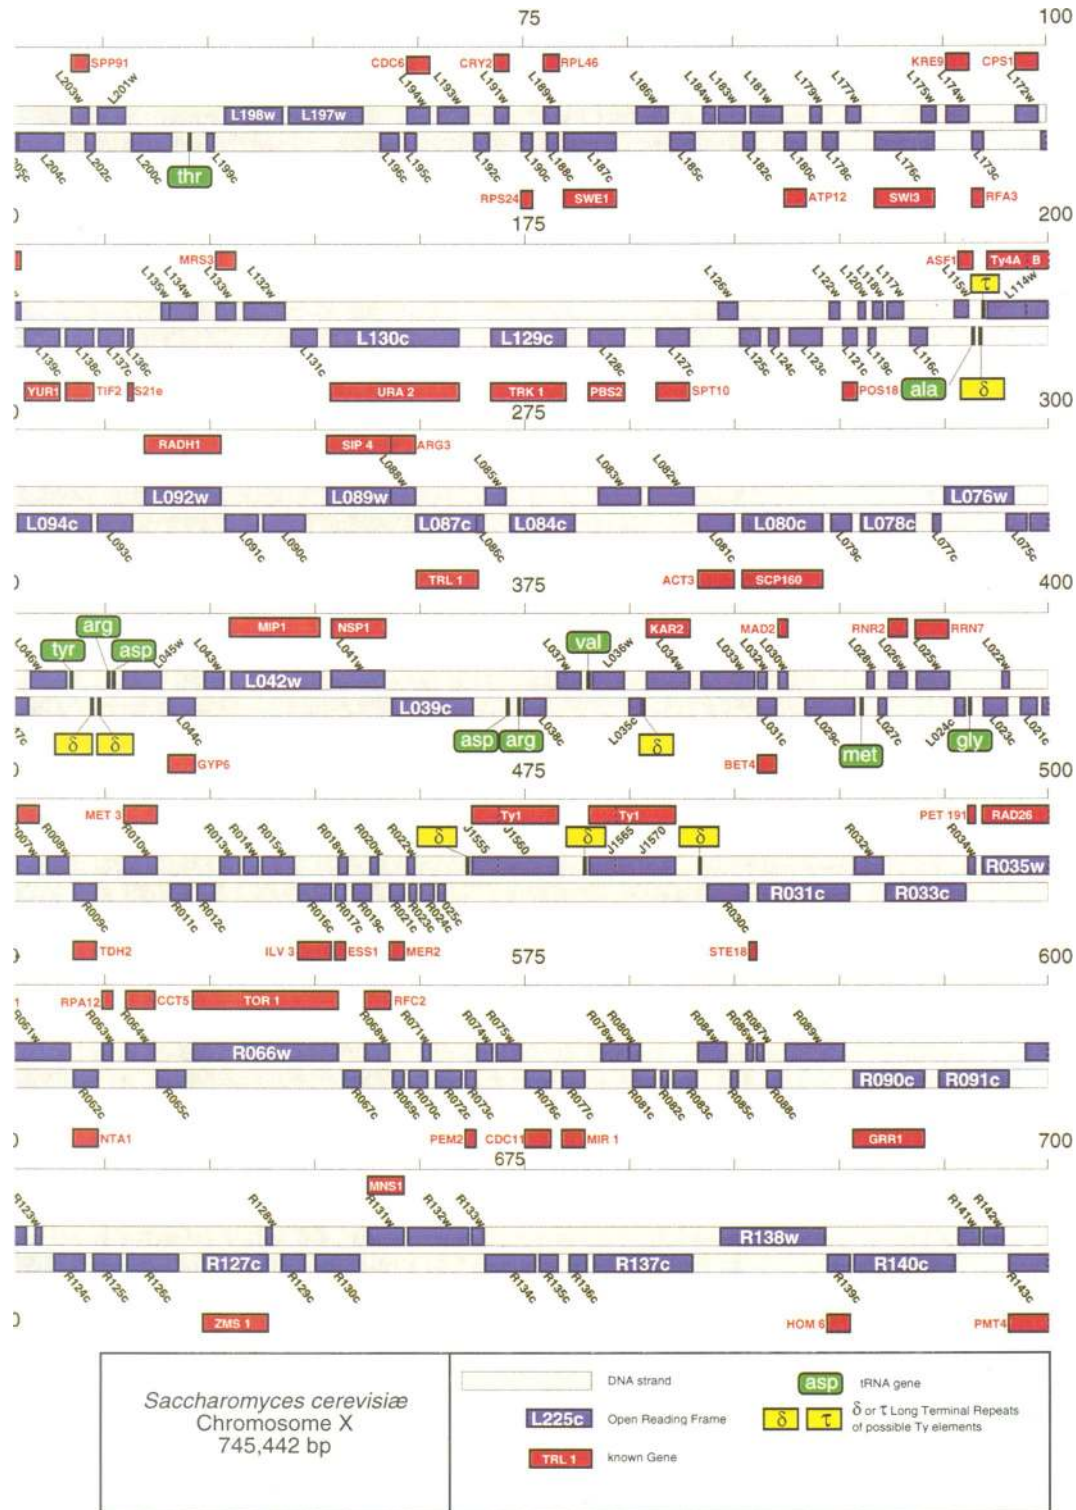 75 100
SPP91 CDC6 CRY2 RPL46 KRE9 CPS1
L203w L201w L194w L193w L191w L189w L186w L184w L183w L181w L179w L177w L175w L174w L172w
L198w L197w
L204c L202c L200c L199c L196c L195c L192c L190c L188c L187c L185c L182c L180c L178c L176c L173c
thr
RPS24 SWE1 ATP12 SWI3 RFA3
175 200
MRS3 ASF1 Ty4A B
τ
L135w L134w L133w L132w L126w L122w L120w L118w L117w L115w L114w
L130c L129c
L139c L138c L137c L136c L131c L128c L127c L125c L124c L123c L121c L119c L116c
YUR1 TIF2 S21e URA 2 TRK 1 PBS2 SPT10 POS18 ala δ
275 300
RADH1 SIP 4 ARG3
L088w L085w L083w L082w
L092w L089w L076w
L094c L087c L084c L080c L078c
L093c L091c L090c L086c L081c L079c L077c L075c
TRL 1 ACT3 SCP160
375 400
arg MIP1 NSP1 KAR2 MAD2 RNR2 RRN7
tyr asp val
L046w L045w L043w L041w L037w L036w L034w L033w L032w L030w L028w L026w L025w L022w
L042w
L039c
47c L044c L038c L035c L031c L029c L027c L024c L023c L021c
δ δ asp arg δ met gly
GYP6 BET4
475 500
MET 3 Ty1 Ty1 PET 191 RAD26
δ δ δ
R007w R008w R010w R013w R014w R015w R018w R020w R022w J1555 J1560 J1565 J1570 R032w R034w
R035w
R031c R033c
R009c R011c R012c R016c R017c R019c R021c R023c R024c 025c R030c
TDH2 ILV 3 ESS1 MER2 STE18
575 600
RPA12 CCT5 TOR 1 RFC2
R061w R063w R064w R068w R071w R074w R075w R078w R080w R084w R086w R087w R089w
R066w
R090c R091c
R062c R065c R067c R069c R070c R072c R073c R076c R077c R081c R082c R083c R085c R088c
NTA1 PEM2 CDC11 MIR 1 GRR1
675 700
MNS1
R123w R128w R131w R132w R133w R141w R142w
R138w
R127c R137c R140c
R124c R125c R126c R129c R130c R134c R135c R136c R139c R143c
ZMS 1 HOM 6 PMT4
Saccharomyces cerevisiæ
Chromosome X
745,442 bp
DNA strand
L225c Open Reading Frame
TRL 1 known Gene
asp tRNA gene
δ τ δ or τ Long Terminal Repeats
of possible Ty elements